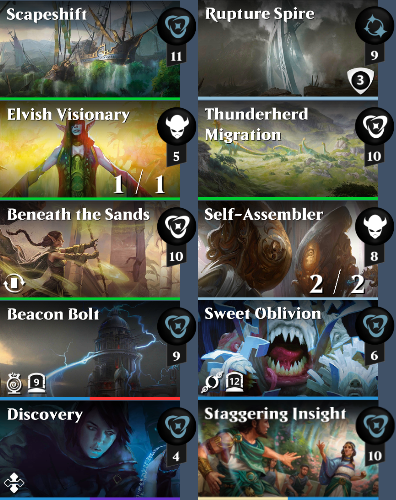 Scapeshift
11
Rupture Spire
9
3
Elvish Visionary
5
1 / 1
Thunderherd
Migration
10
Beneath the Sands
10
Self-Assembler
8
2 / 2
Beacon Bolt
9
9
Sweet Oblivion
6
12
Discovery
4
Staggering Insight
10